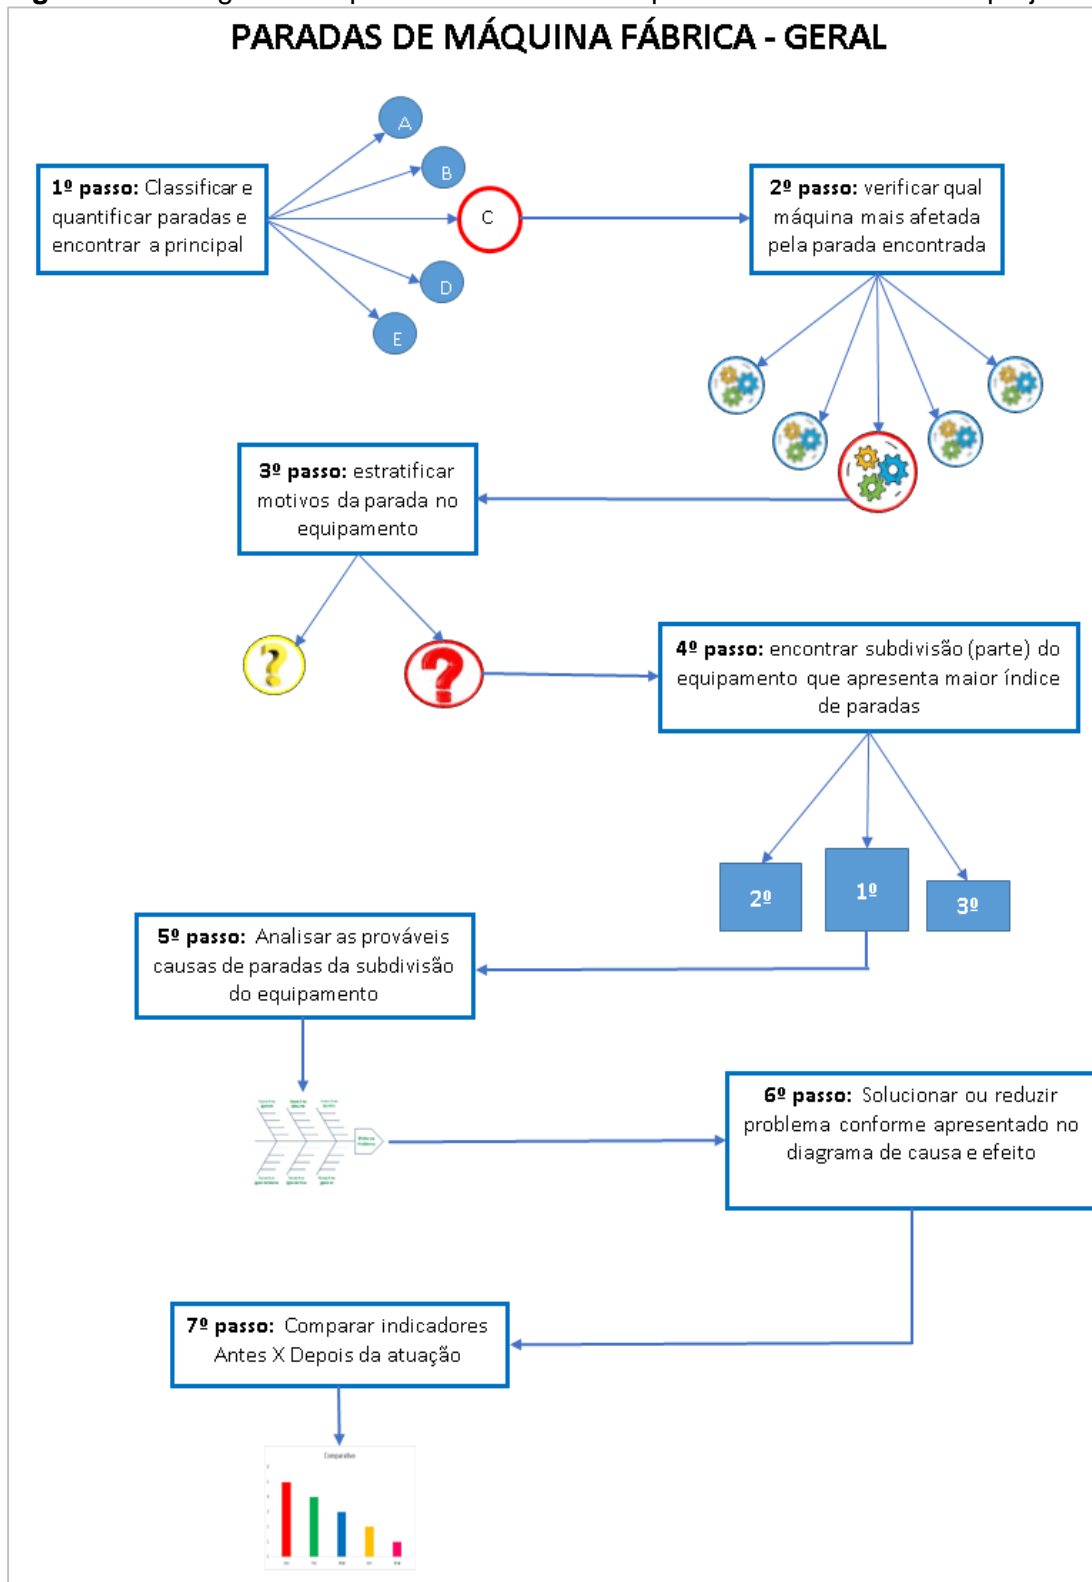 PARADAS DE MÁQUINA FÁBRICA - GERAL
A
B
1º passo: Classificar e
quantificar paradas e
encontrar a principal
C
D
E
2º passo: verificar qual
máquina mais afetada
pela parada encontrada
3º passo: estratificar
motivos da parada no
equipamento
?
?
4º passo: encontrar subdivisão (parte) do
equipamento que apresenta maior índice
de paradas
2º
1º
3º
5º passo: Analisar as prováveis
causas de paradas da subdivisão
do equipamento
6º passo: Solucionar ou reduzir
problema conforme apresentado no
diagrama de causa e efeito
7º passo: Comparar indicadores
Antes X Depois da atuação
Comparativo